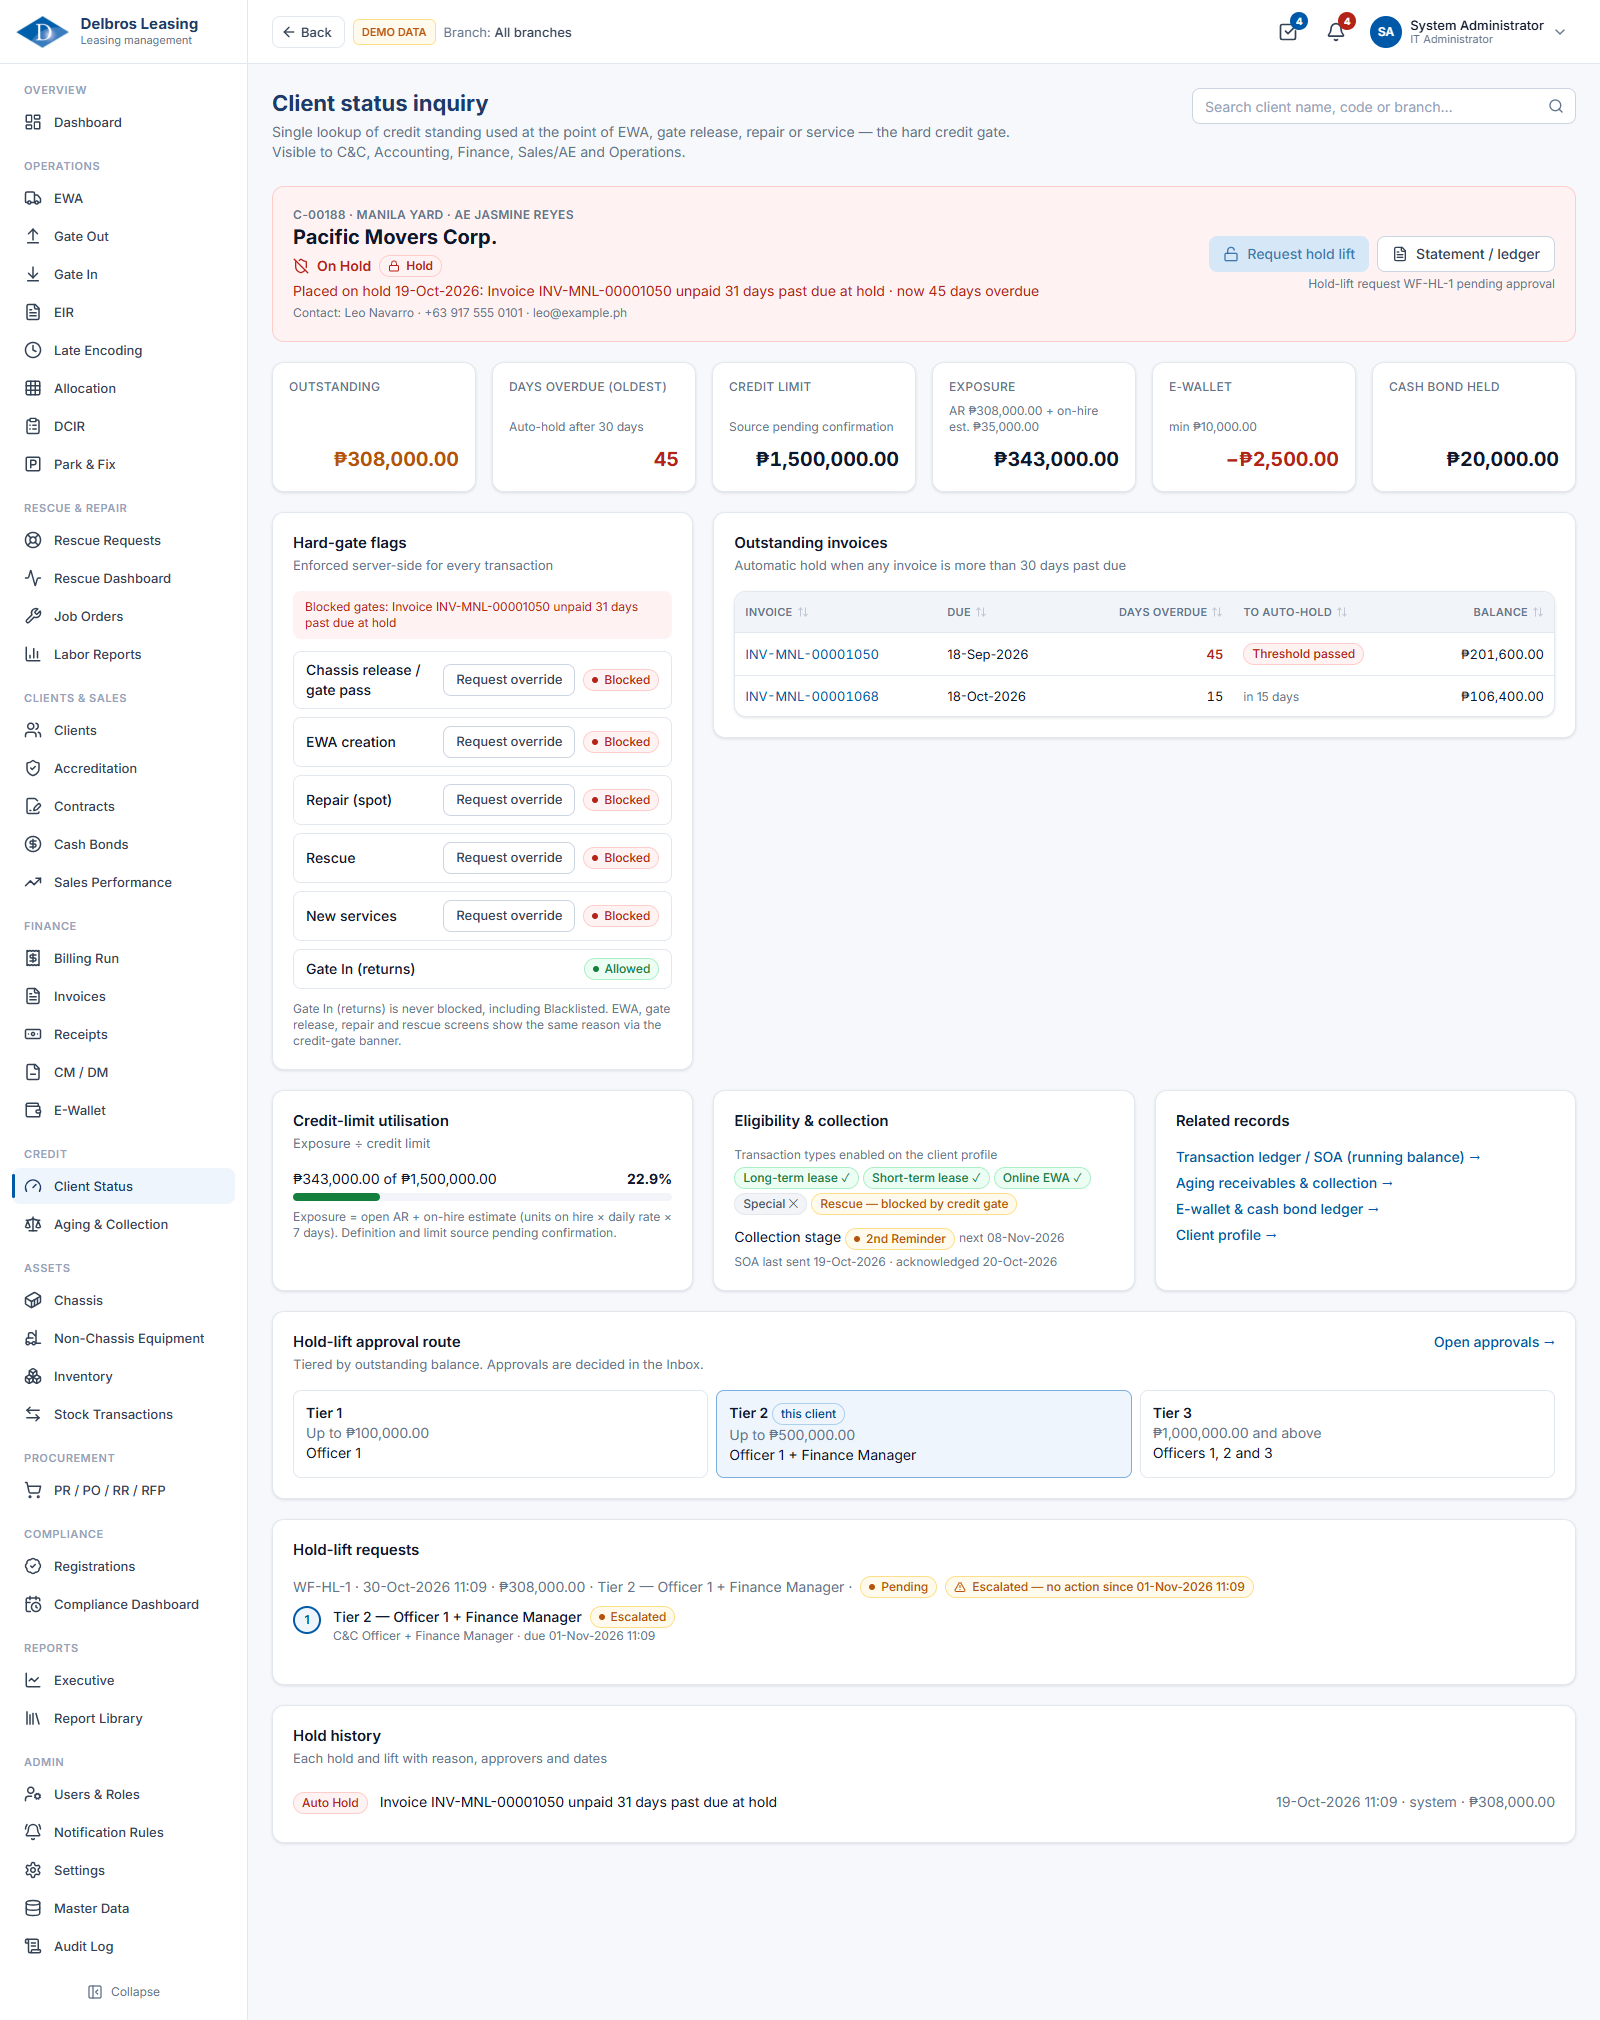 Delbros Leasing
Leasing management
Back
DEMO DATA
Branch: All branches
4
4
SA
System Administrator
IT Administrator
OVERVIEW
Dashboard
OPERATIONS
EWA
Gate Out
Gate In
EIR
Late Encoding
Allocation
DCIR
Park & Fix
RESCUE & REPAIR
Rescue Requests
Rescue Dashboard
Job Orders
Labor Reports
CLIENTS & SALES
Clients
Accreditation
Contracts
Cash Bonds
Sales Performance
FINANCE
Billing Run
Invoices
Receipts
CM / DM
E-Wallet
CREDIT
Client Status
Aging & Collection
ASSETS
Chassis
Non-Chassis Equipment
Inventory
Stock Transactions
PROCUREMENT
PR / PO / RR / RFP
COMPLIANCE
Registrations
Compliance Dashboard
REPORTS
Executive
Report Library
ADMIN
Users & Roles
Notification Rules
Settings
Master Data
Audit Log
Collapse
Client status inquiry
Single lookup of credit standing used at the point of EWA, gate release, repair or service — the hard credit gate.
Visible to C&C, Accounting, Finance, Sales/AE and Operations.
Search client name, code or branch...
C-00188 · MANILA YARD · AE JASMINE REYES
Pacific Movers Corp.
On Hold Hold
Placed on hold 19-Oct-2026: Invoice INV-MNL-00001050 unpaid 31 days past due at hold · now 45 days overdue
Contact: Leo Navarro · +63 917 555 0101 · leo@example.ph
Request hold lift
Statement / ledger
Hold-lift request WF-HL-1 pending approval
OUTSTANDING
₱308,000.00
DAYS OVERDUE (OLDEST)
Auto-hold after 30 days
45
CREDIT LIMIT
Source pending confirmation
₱1,500,000.00
EXPOSURE
AR ₱308,000.00 + on-hire
est. ₱35,000.00
₱343,000.00
E-WALLET
min ₱10,000.00
−₱2,500.00
CASH BOND HELD
₱20,000.00
Hard-gate flags
Enforced server-side for every transaction
Blocked gates: Invoice INV-MNL-00001050 unpaid 31 days
past due at hold
Chassis release /
gate pass
Request override
Blocked
EWA creation
Request override
Blocked
Repair (spot)
Request override
Blocked
Rescue
Request override
Blocked
New services
Request override
Blocked
Gate In (returns)
Allowed
Gate In (returns) is never blocked, including Blacklisted. EWA, gate
release, repair and rescue screens show the same reason via the
credit-gate banner.
Outstanding invoices
Automatic hold when any invoice is more than 30 days past due
INVOICE DUE DAYS OVERDUE TO AUTO-HOLD BALANCE
INV-MNL-00001050 18-Sep-2026 45 Threshold passed ₱201,600.00
INV-MNL-00001068 18-Oct-2026 15 in 15 days ₱106,400.00
Credit-limit utilisation
Exposure ÷ credit limit
₱343,000.00 of ₱1,500,000.00 22.9%
Exposure = open AR + on-hire estimate (units on hire × daily rate ×
7 days). Definition and limit source pending confirmation.
Eligibility & collection
Transaction types enabled on the client profile
Long-term lease ✓ Short-term lease ✓ Online EWA ✓
Special ✕ Rescue — blocked by credit gate
Collection stage 2nd Reminder next 08-Nov-2026
SOA last sent 19-Oct-2026 · acknowledged 20-Oct-2026
Related records
Transaction ledger / SOA (running balance) →
Aging receivables & collection →
E-wallet & cash bond ledger →
Client profile →
Hold-lift approval route
Tiered by outstanding balance. Approvals are decided in the Inbox.
Open approvals →
Tier 1
Up to ₱100,000.00
Officer 1
Tier 2 this client
Up to ₱500,000.00
Officer 1 + Finance Manager
Tier 3
₱1,000,000.00 and above
Officers 1, 2 and 3
Hold-lift requests
WF-HL-1 · 30-Oct-2026 11:09 · ₱308,000.00 · Tier 2 — Officer 1 + Finance Manager · Pending Escalated — no action since 01-Nov-2026 11:09
1 Tier 2 — Officer 1 + Finance Manager Escalated
C&C Officer + Finance Manager · due 01-Nov-2026 11:09
Hold history
Each hold and lift with reason, approvers and dates
Auto Hold Invoice INV-MNL-00001050 unpaid 31 days past due at hold 19-Oct-2026 11:09 · system · ₱308,000.00